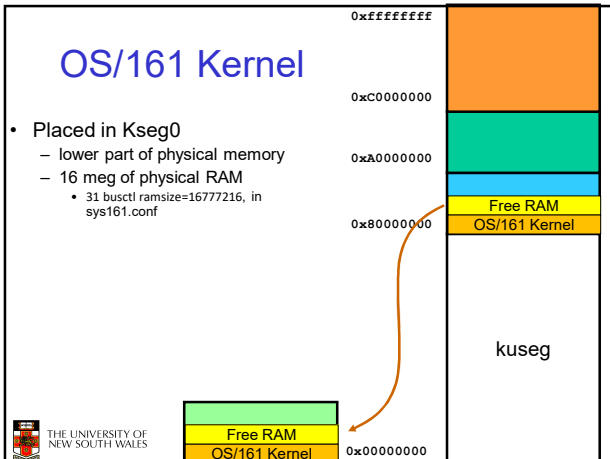 OS/161 Kernel
• Placed in Kseg0
– lower part of physical memory
– 16 meg of physical RAM
• 31 busctl ramsize=16777216, in
sys161.conf
0xffffffff
0xC0000000
0xA0000000
0x80000000
Free RAM
OS/161 Kernel
kuseg
Free RAM
OS/161 Kernel
0x00000000
THE UNIVERSITY OF
NEW SOUTH WALES